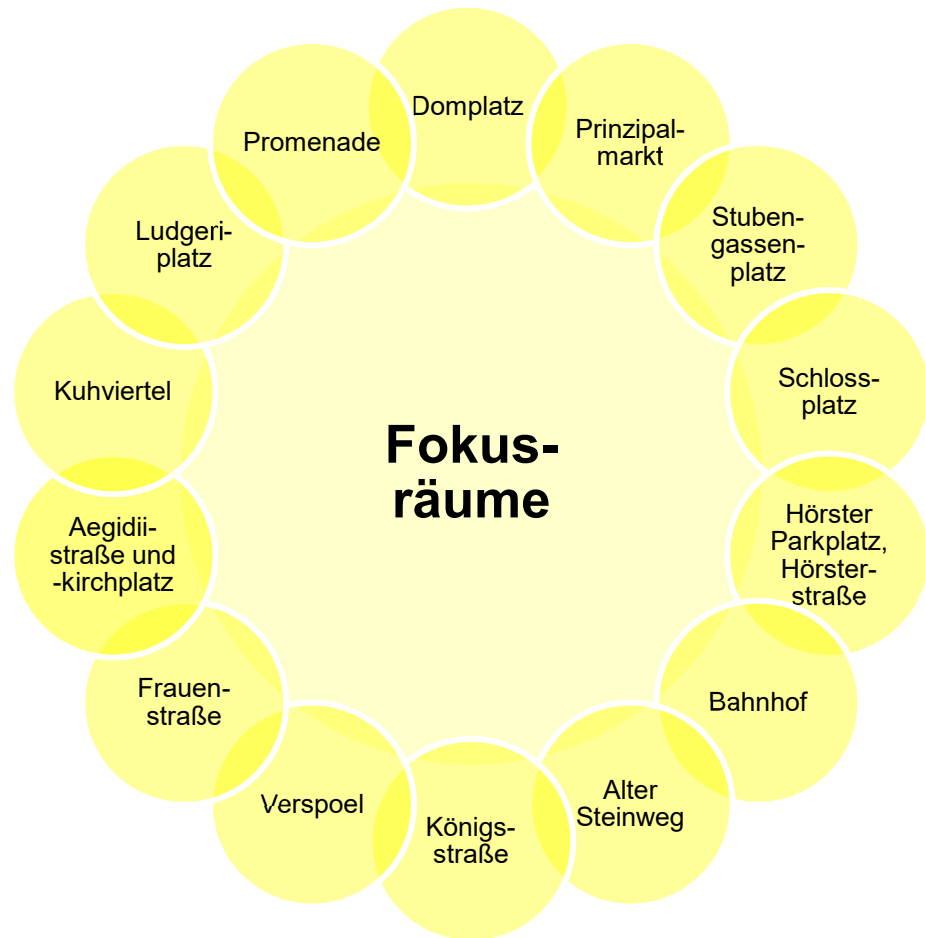 Domplatz
Prinzipal-
markt
Stuben-
gassen-
platz
Schloss-
platz
Hörster
Parkplatz,
Hörster-
straße
Bahnhof
Alter
Steinweg
Königs-
straße
Verspoel
Frauen-
straße
Aegidii-
straße und
-kirchplatz
Kuhviertel
Ludgeri-
platz
Promenade
Fokus-
räume